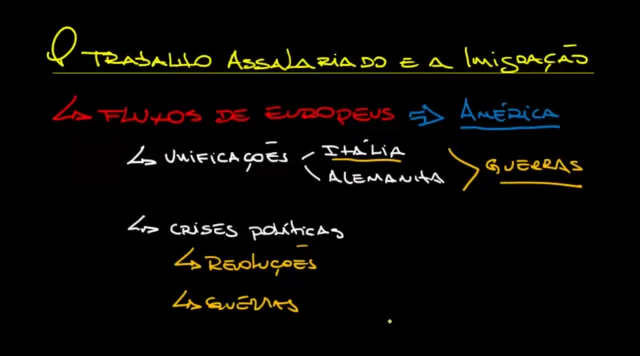 O TRABALHO ASSALARIADO E A IMIGRAÇÃO
↳ FLUXOS DE EUROPEUS ⇒ AMÉRICA
↳ UNIFICAÇÕES < ITÁLIA
ALEMANHA > GUERRAS
↳ CRISES POLÍTICAS
↳ REVOLUÇÕES
↳ GUERRAS